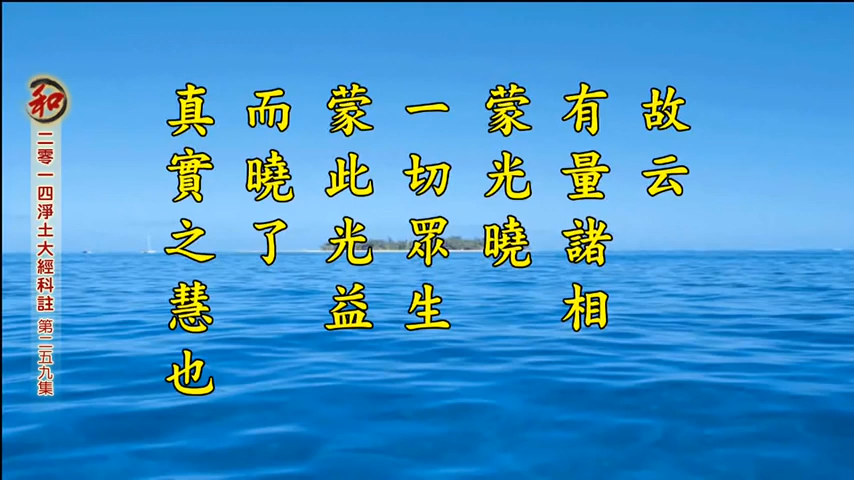 故云
有量諸相
蒙光曉
一切眾生
蒙此光益
而曉了
真實之慧也
和
二零一四淨土大經科註 第二五九集